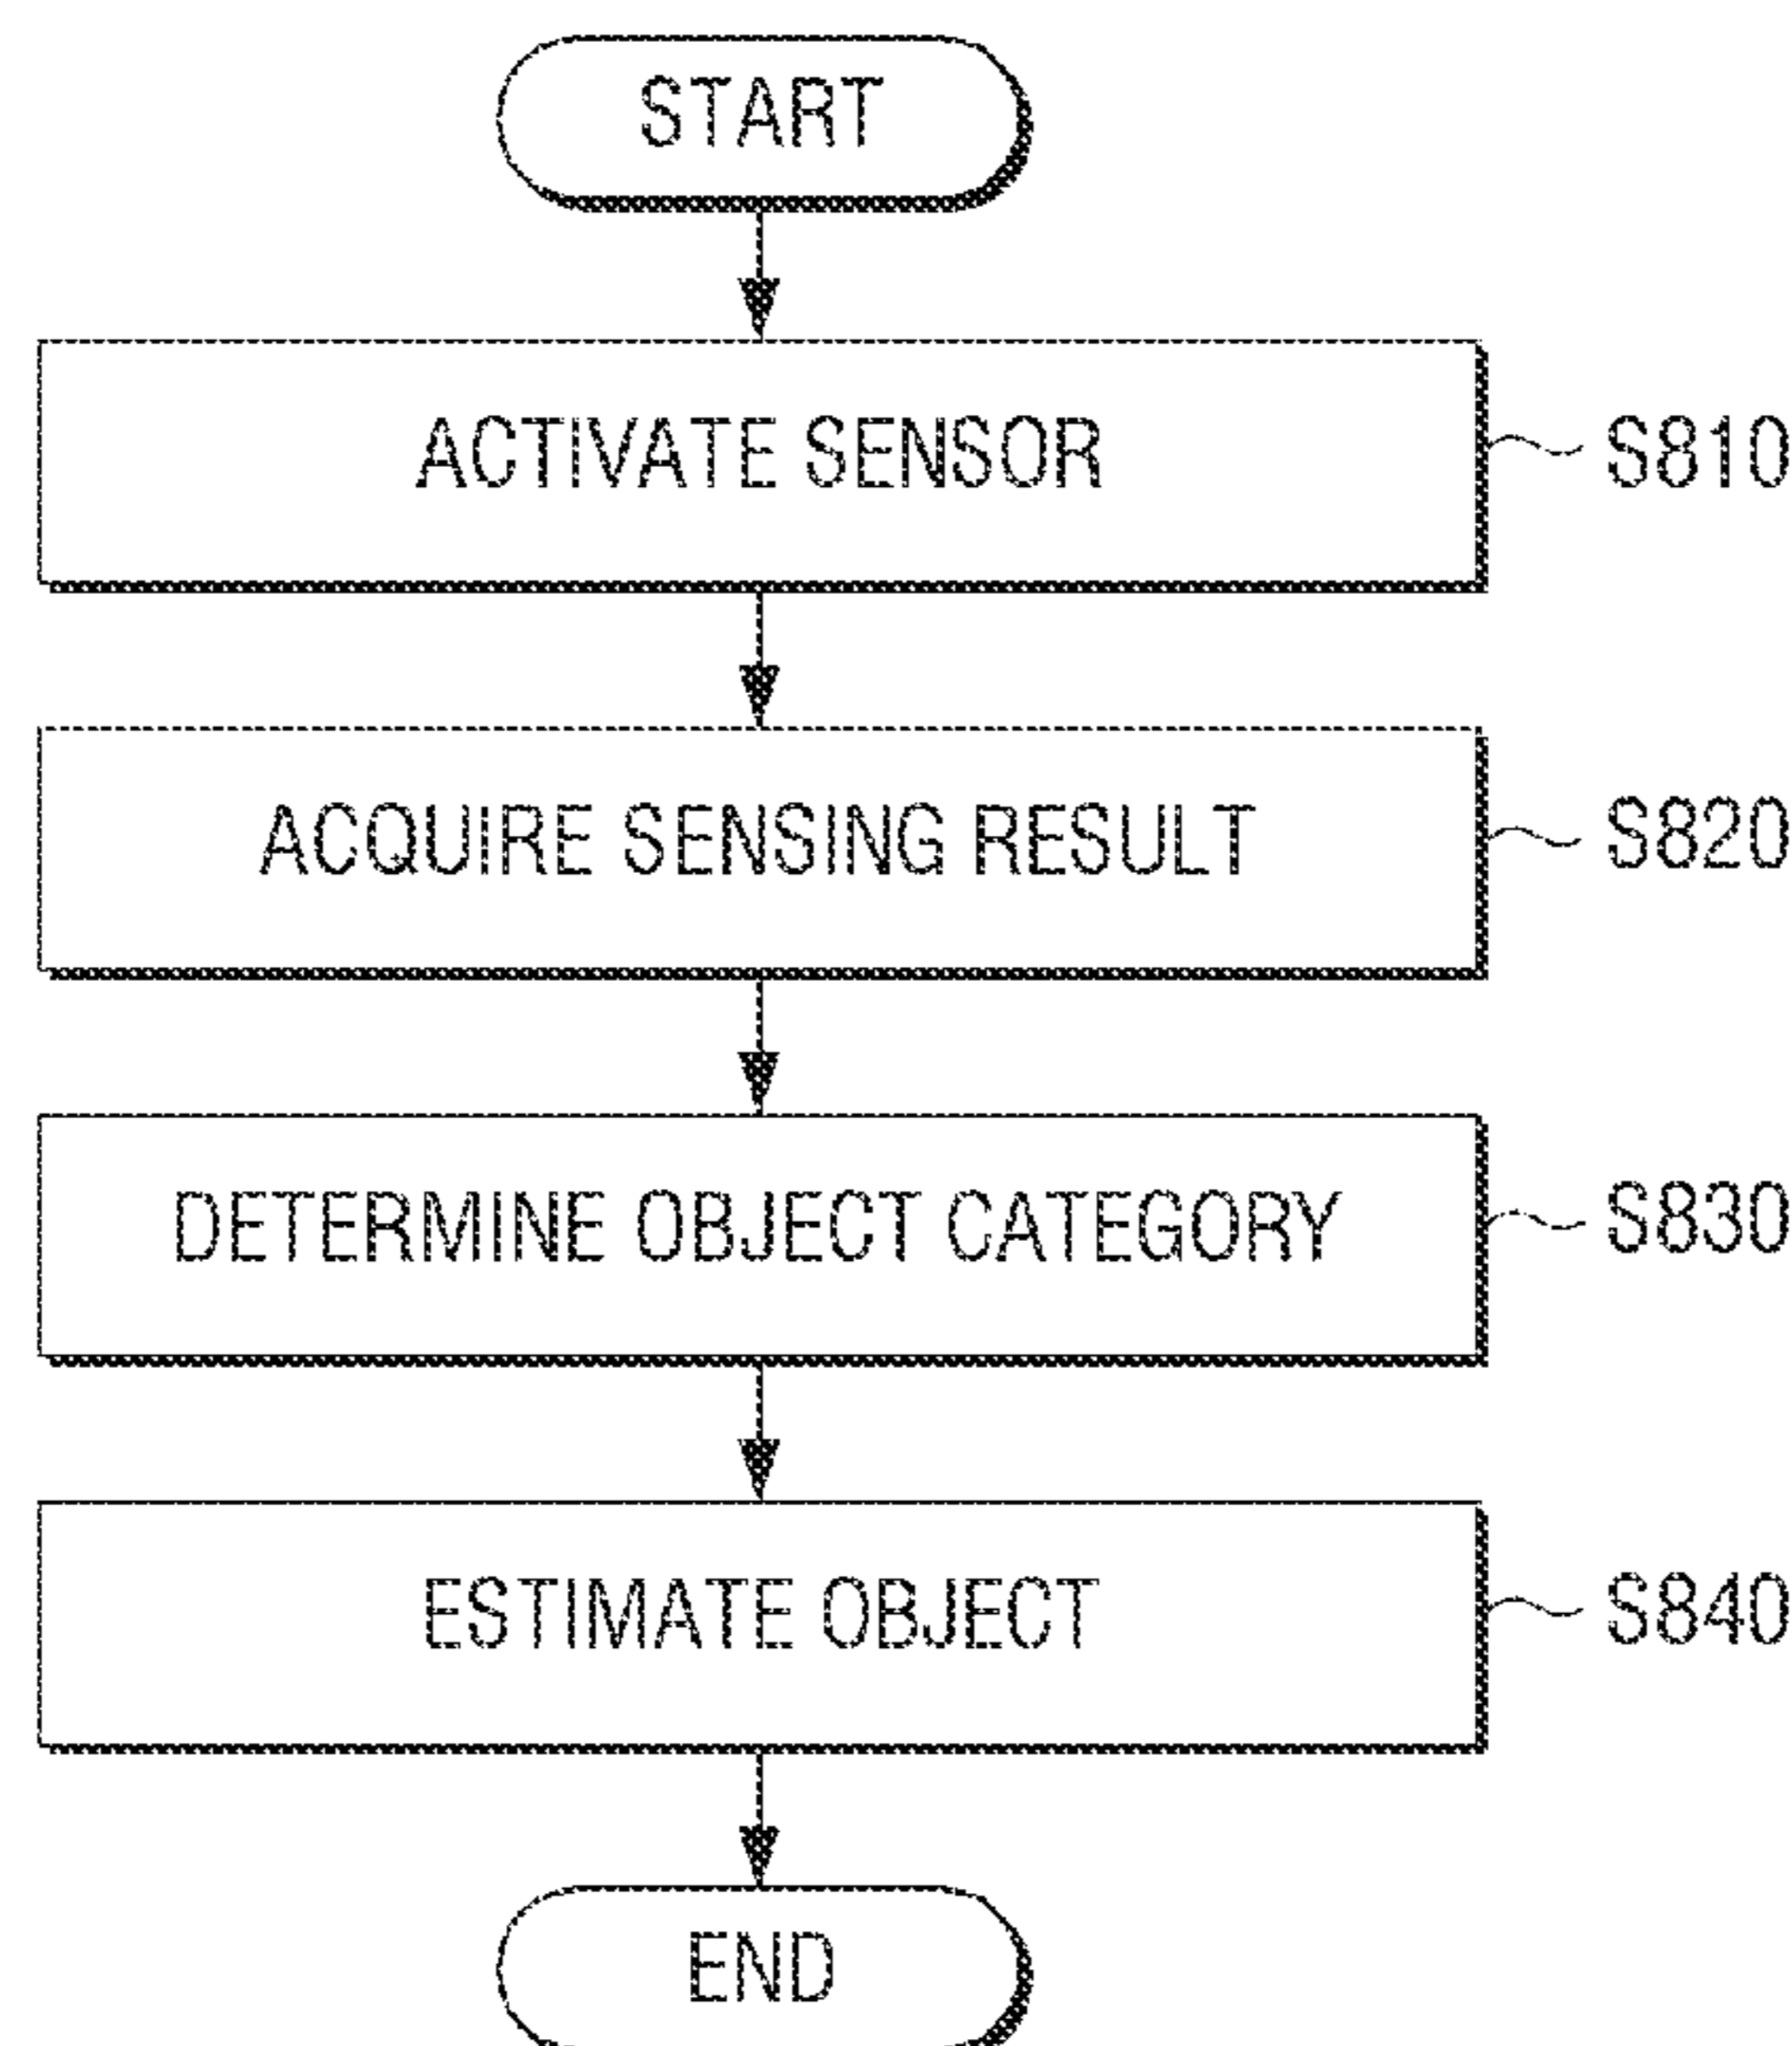 START
ACTIVATE SENSOR S810
ACQUIRE SENSING RESULT S820
DETERMINE OBJECT CATEGORY S830
ESTIMATE OBJECT S840
END